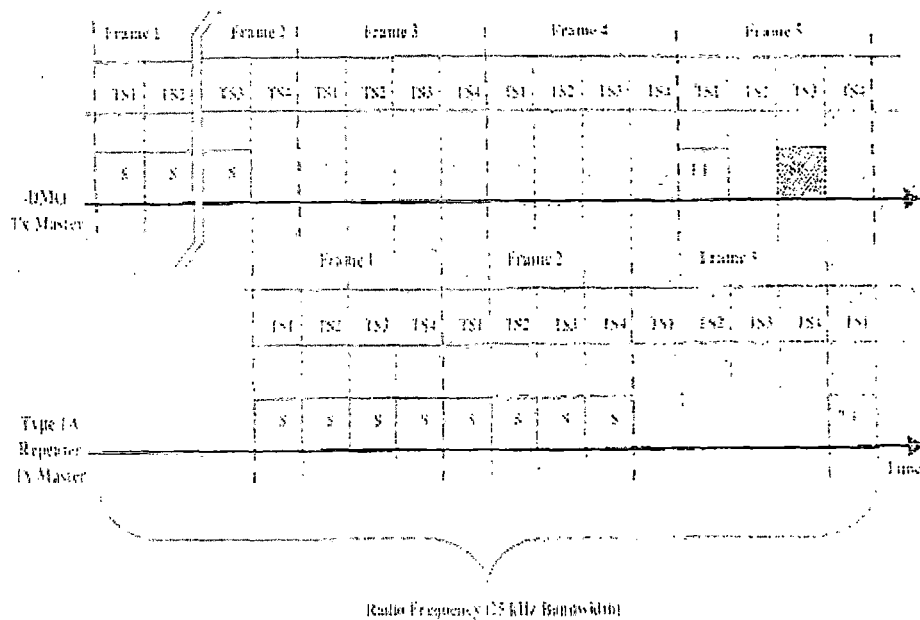 Frame 1 Frame 2 Frame 3 Frame 4 Frame 5
TS1 TS2 TS3 TS4 TS1 TS2 TS3 TS4 TS1 TS2 TS3 TS4 TS1 TS2 TS3 TS4
S S S
DMO
Tx Master
Frame 1 Frame 2 Frame 3
TS1 TS2 TS3 TS4 TS1 TS2 TS3 TS4 TS1 TS2 TS3 TS4 TS1
S S S S S S S S
Type 1A
Repeater
Tx Master
Time
Radio Frequency (25 kHz Bandwidth)